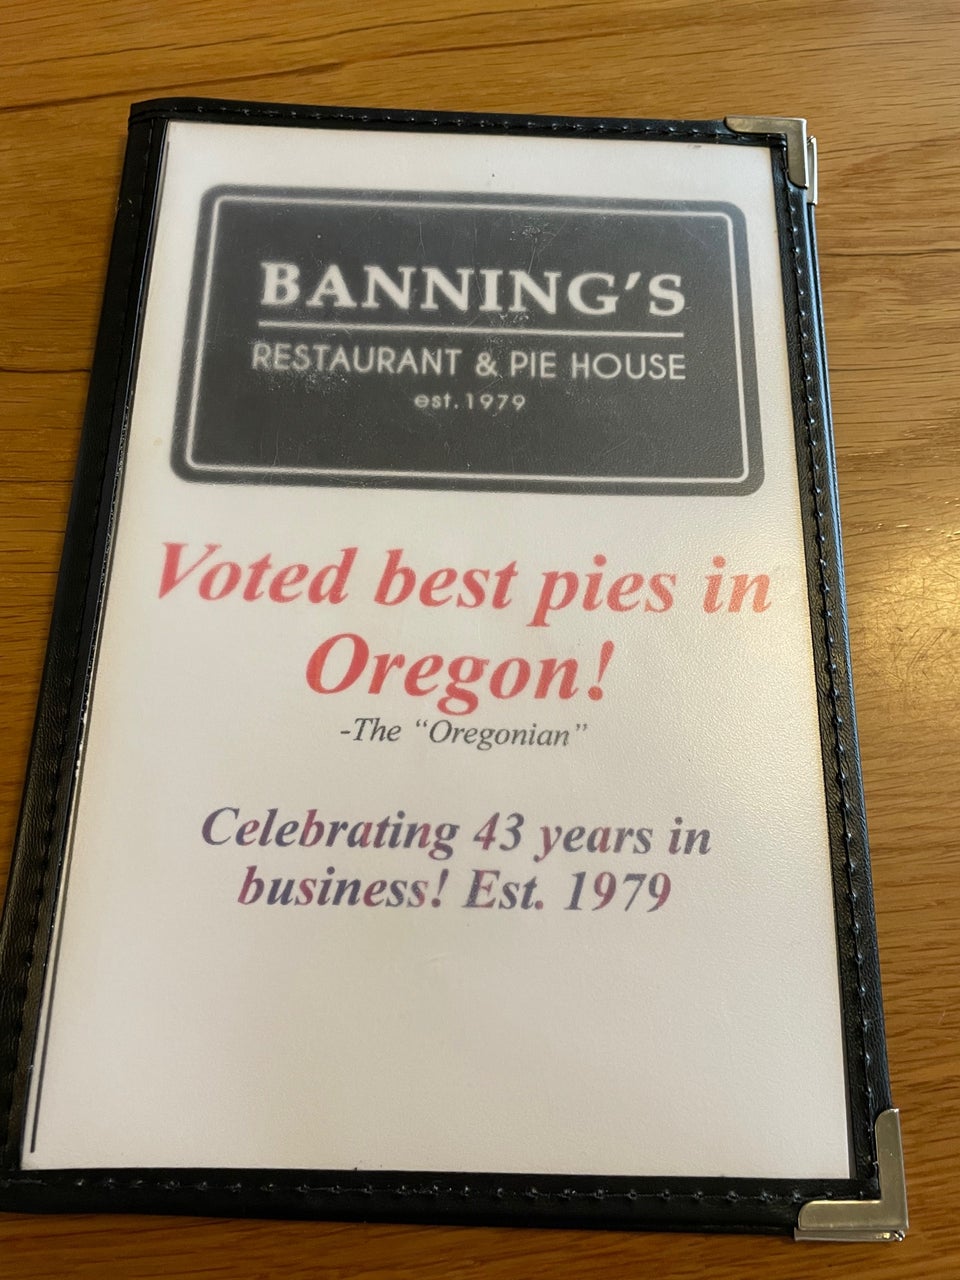 BANNING'S
RESTAURANT & PIE HOUSE
est. 1979
Voted best pies in
Oregon!
-The “Oregonian”
Celebrating 43 years in
business! Est. 1979